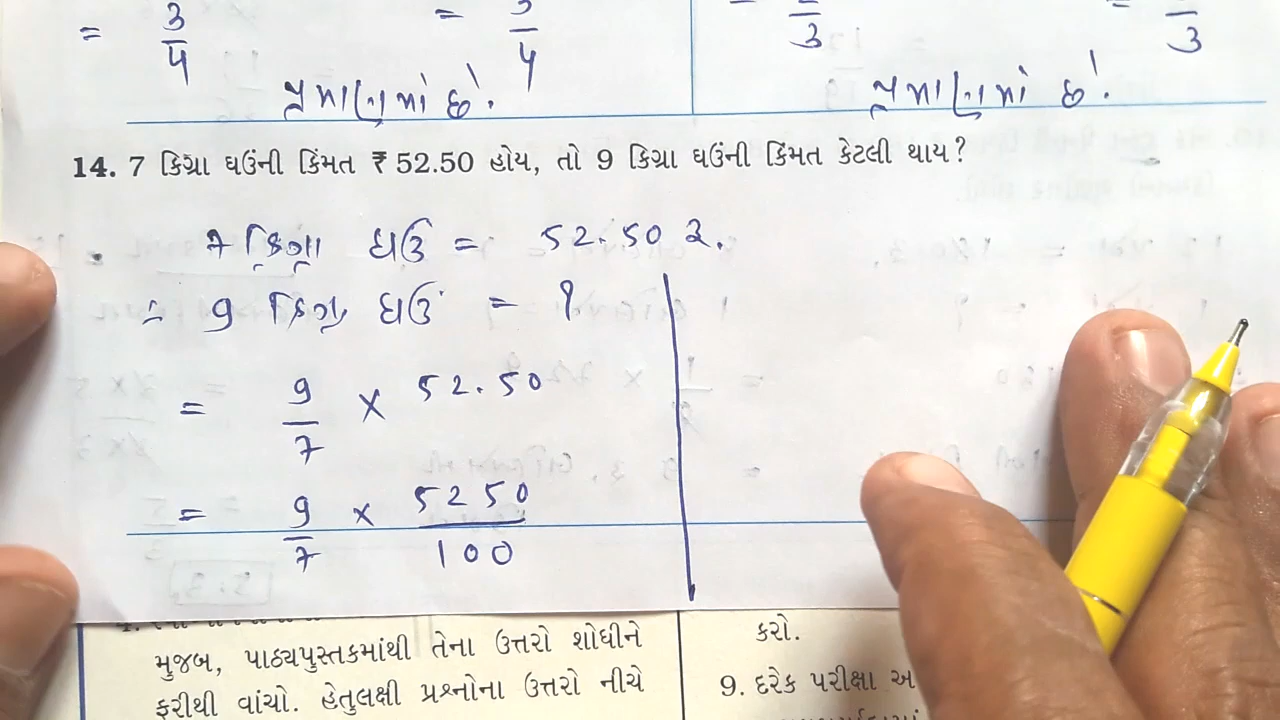 = 3/4 = 3/4
પ્રમાણમાં છે. પ્રમાણમાં છે.
14. 7 કિગ્રા ઘઉંની કિંમત ₹ 52.50 હોય, તો 9 કિગ્રા ઘઉંની કિંમત કેટલી થાય?
7 કિગ્રા ઘઉં = 52.50 રૂ.
∴ 9 કિગ્રા ઘઉં = ?
= 9/7 × 52.50
= 9/7 × 5250/100
મુજબ, પાઠ્યપુસ્તકમાંથી તેના ઉત્તરો શોધીને
ફરીથી વાંચો. હેતુલક્ષી પ્રશ્નોના ઉત્તરો નીચે
કરો.
9. દરેક પરીક્ષા